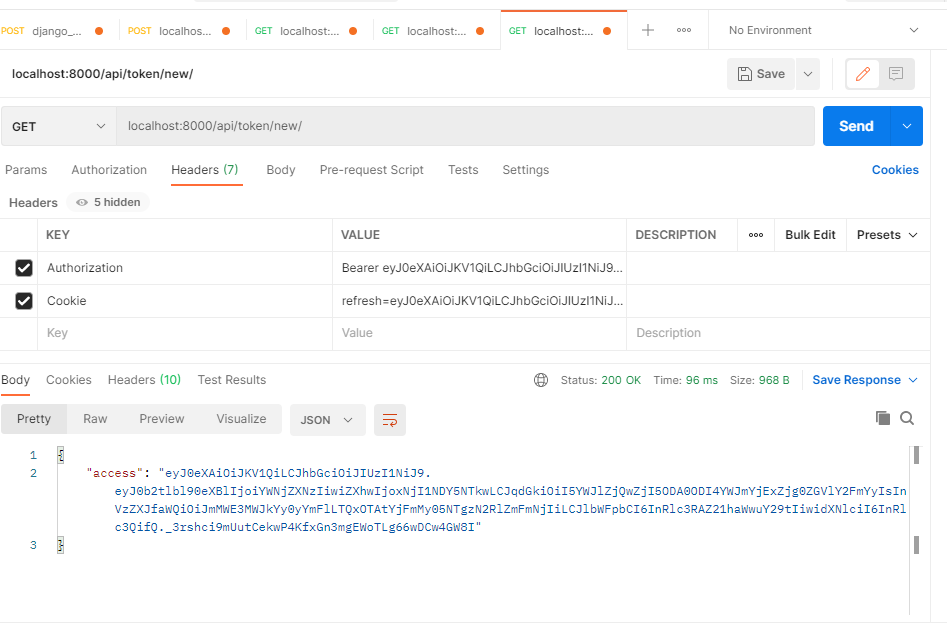 POST django_... POST localhos... GET localhost:... GET localhost:... GET localhost:... No Environment
localhost:8000/api/token/new/ Save
GET localhost:8000/api/token/new/ Send
Params Authorization Headers (7) Body Pre-request Script Tests Settings Cookies
Headers 5 hidden
KEY VALUE DESCRIPTION Bulk Edit Presets
Authorization Bearer eyJ0eXAiOiJKV1QiLCJhbGciOiJIUzI1NiJ9...
Cookie refresh=eyJ0eXAiOiJKV1QiLCJhbGciOiJIUzI1NiJ...
Key Value Description
Body Cookies Headers (10) Test Results Status: 200 OK Time: 96 ms Size: 968 B Save Response
Pretty Raw Preview Visualize JSON
1 {
2 "access": "eyJ0eXAiOiJKV1QiLCJhbGciOiJIUzI1NiJ9.
eyJ0b2tlbl90eXBlIjoiYWNjZXNzIiwiZXhwIjoxNjI1NDY5NTkwLCJqdGkiOiI5YWJlZjQwZjI5ODA0ODI4YWJmYjExZjg0ZGVlY2FmYyIsIn
VzZXJfaWQiOiJmMWE3MWJkYy0yYmFlLTQxOTAtYjFmMy05NTgzN2RlZmFmNjIiLCJlbWFpbCI6InRlc3RAZ21haWwuY29tIiwidXNlciI6InRl
c3QifQ._3rshci9mUutCekwP4KfxGn3mgEWoTLg66wDCw4GW8I"
3 }